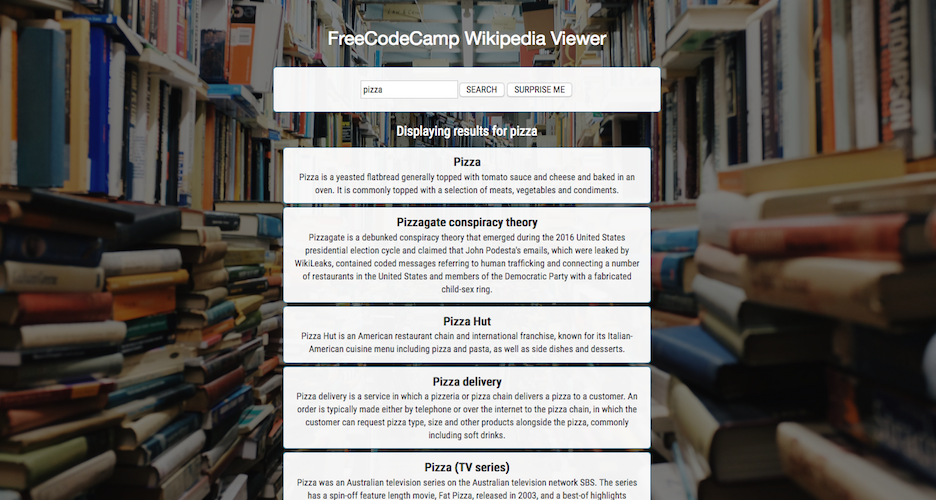 FreeCodeCamp Wikipedia Viewer
pizza SEARCH SURPRISE ME
Displaying results for pizza
Pizza
Pizza is a yeasted flatbread generally topped with tomato sauce and cheese and baked in an
oven. It is commonly topped with a selection of meats, vegetables and condiments.
Pizzagate conspiracy theory
Pizzagate is a debunked conspiracy theory that emerged during the 2016 United States
presidential election cycle and claimed that John Podesta's emails, which were leaked by
WikiLeaks, contained coded messages referring to human trafficking and connecting a number
of restaurants in the United States and members of the Democratic Party with a fabricated
child-sex ring.
Pizza Hut
Pizza Hut is an American restaurant chain and international franchise, known for its Italian-
American cuisine menu including pizza and pasta, as well as side dishes and desserts.
Pizza delivery
Pizza delivery is a service in which a pizzeria or pizza chain delivers a pizza to a customer. An
order is typically made either by telephone or over the internet to the pizza chain, in which the
customer can request pizza type, size and other products alongside the pizza, commonly
including soft drinks.
Pizza (TV series)
Pizza was an Australian television series on the Australian television network SBS. The series
has a spin-off feature length movie, Fat Pizza, released in 2003, and a best-of highlights